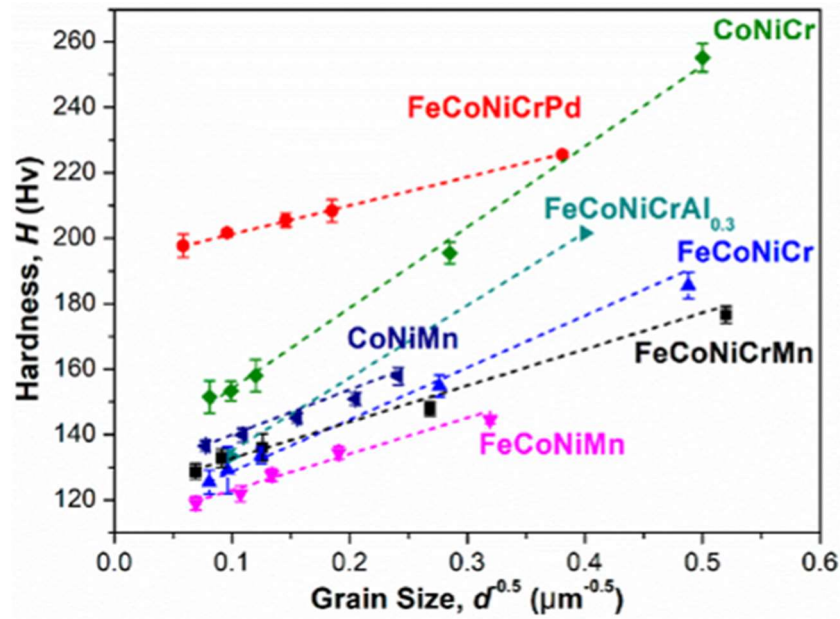 260
240
220
200
180
160
140
120
0.0
0.1
0.2
0.3
0.4
0.5
0.6
Hardness, H (Hv)
Grain Size, d^-0.5 (μm^-0.5)
CoNiCr
FeCoNiCrPd
FeCoNiCrAl0.3
FeCoNiCr
CoNiMn
FeCoNiCrMn
FeCoNiMn